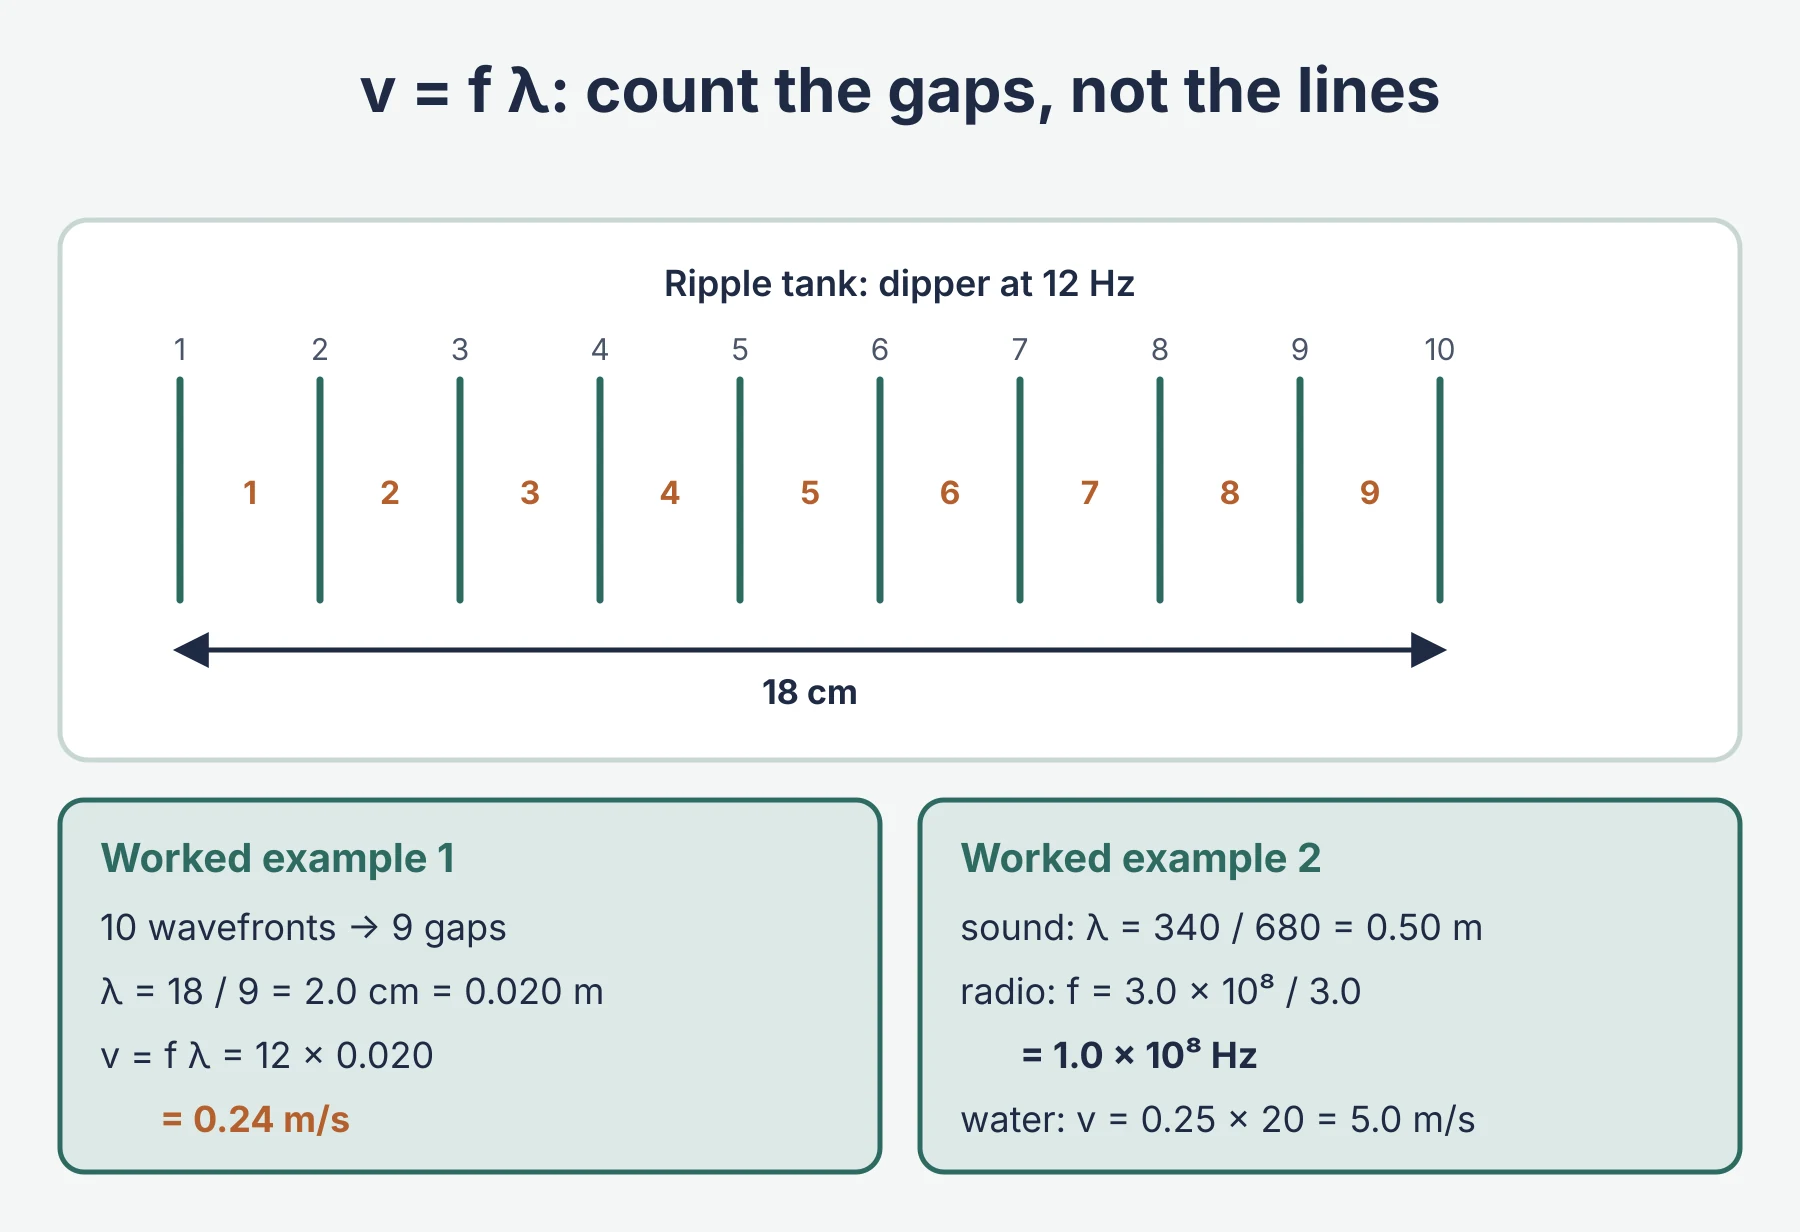 v = f λ: count the gaps, not the lines
Ripple tank: dipper at 12 Hz
1 2 3 4 5 6 7 8 9 10
1 2 3 4 5 6 7 8 9
18 cm
Worked example 1
10 wavefronts → 9 gaps
λ = 18 / 9 = 2.0 cm = 0.020 m
v = f λ = 12 × 0.020
= 0.24 m/s
Worked example 2
sound: λ = 340 / 680 = 0.50 m
radio: f = 3.0 × 10⁸ / 3.0
= 1.0 × 10⁸ Hz
water: v = 0.25 × 20 = 5.0 m/s